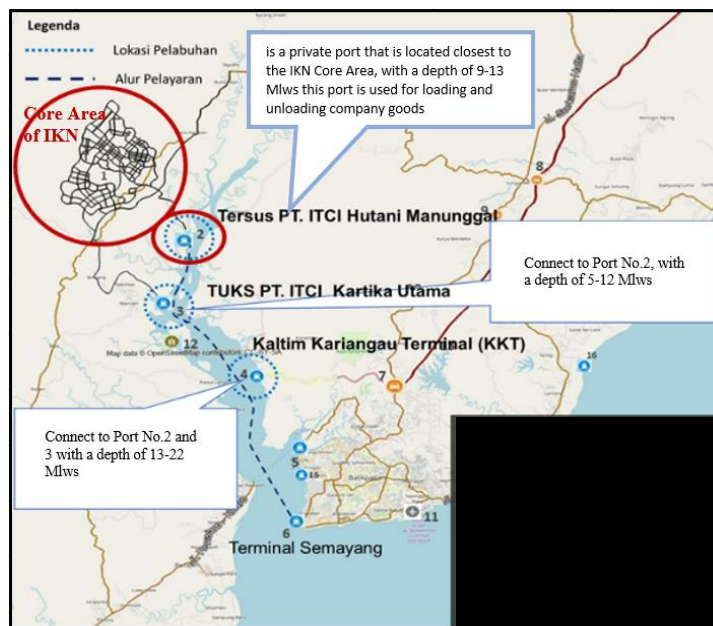 Legenda
Lokasi Pelabuhan
Alur Pelayaran
is a private port that is located closest to
the IKN Core Area, with a depth of 9-13
Mlws this port is used for loading and
unloading company goods
Core Area
of IKN
1
8
9
2
Tersus PT. ITCI Hutani Manunggal
Connect to Port No.2, with
a depth of 5-12 Mlws
TUKS PT. ITCI Kartika Utama
3
12
Kaltim Kariangau Terminal (KKT)
Map data © OpenStreetMap contributors, CC-BY-SA
16
4
7
Connect to Port No.2 and
3 with a depth of 13-22
Mlws
5
15
11
6
Terminal Semayang